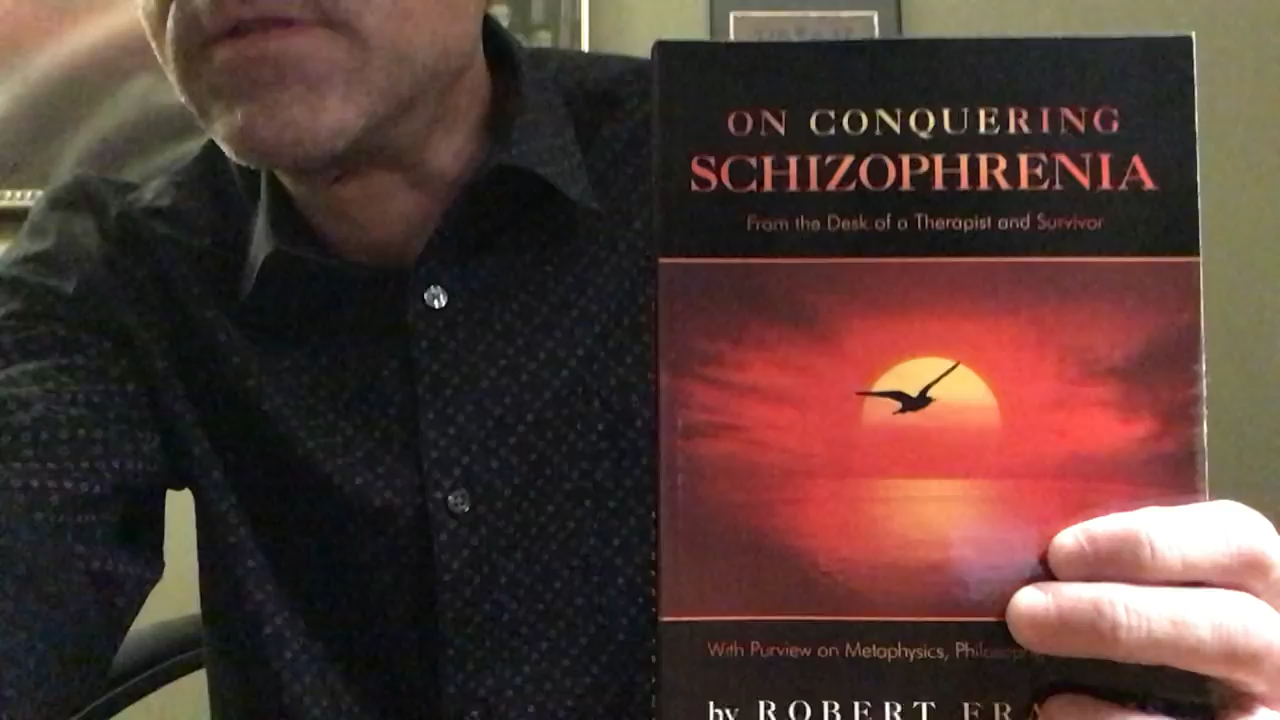 ON CONQUERING
SCHIZOPHRENIA
From the Desk of a Therapist and Survivor
With Purview on Metaphysics,
by ROBERT